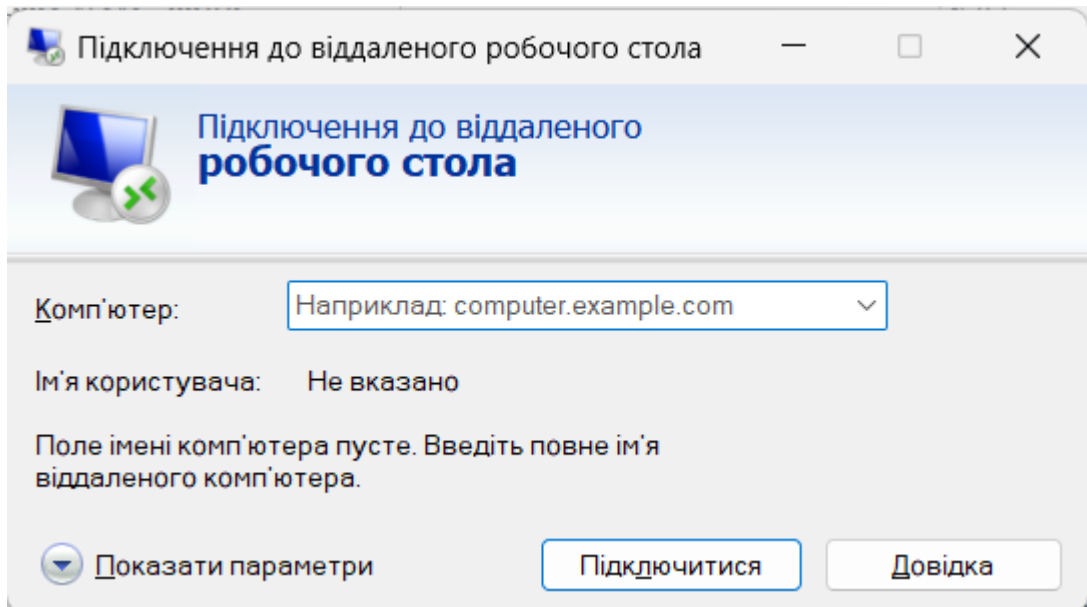 Підключення до віддаленого робочого стола
Підключення до віддаленого
робочого стола
Комп'ютер:
Наприклад: computer.example.com
Ім'я користувача:
Не вказано
Поле імені комп'ютера пусте. Введіть повне ім'я
віддаленого комп'ютера.
Показати параметри
Підключитися
Довідка